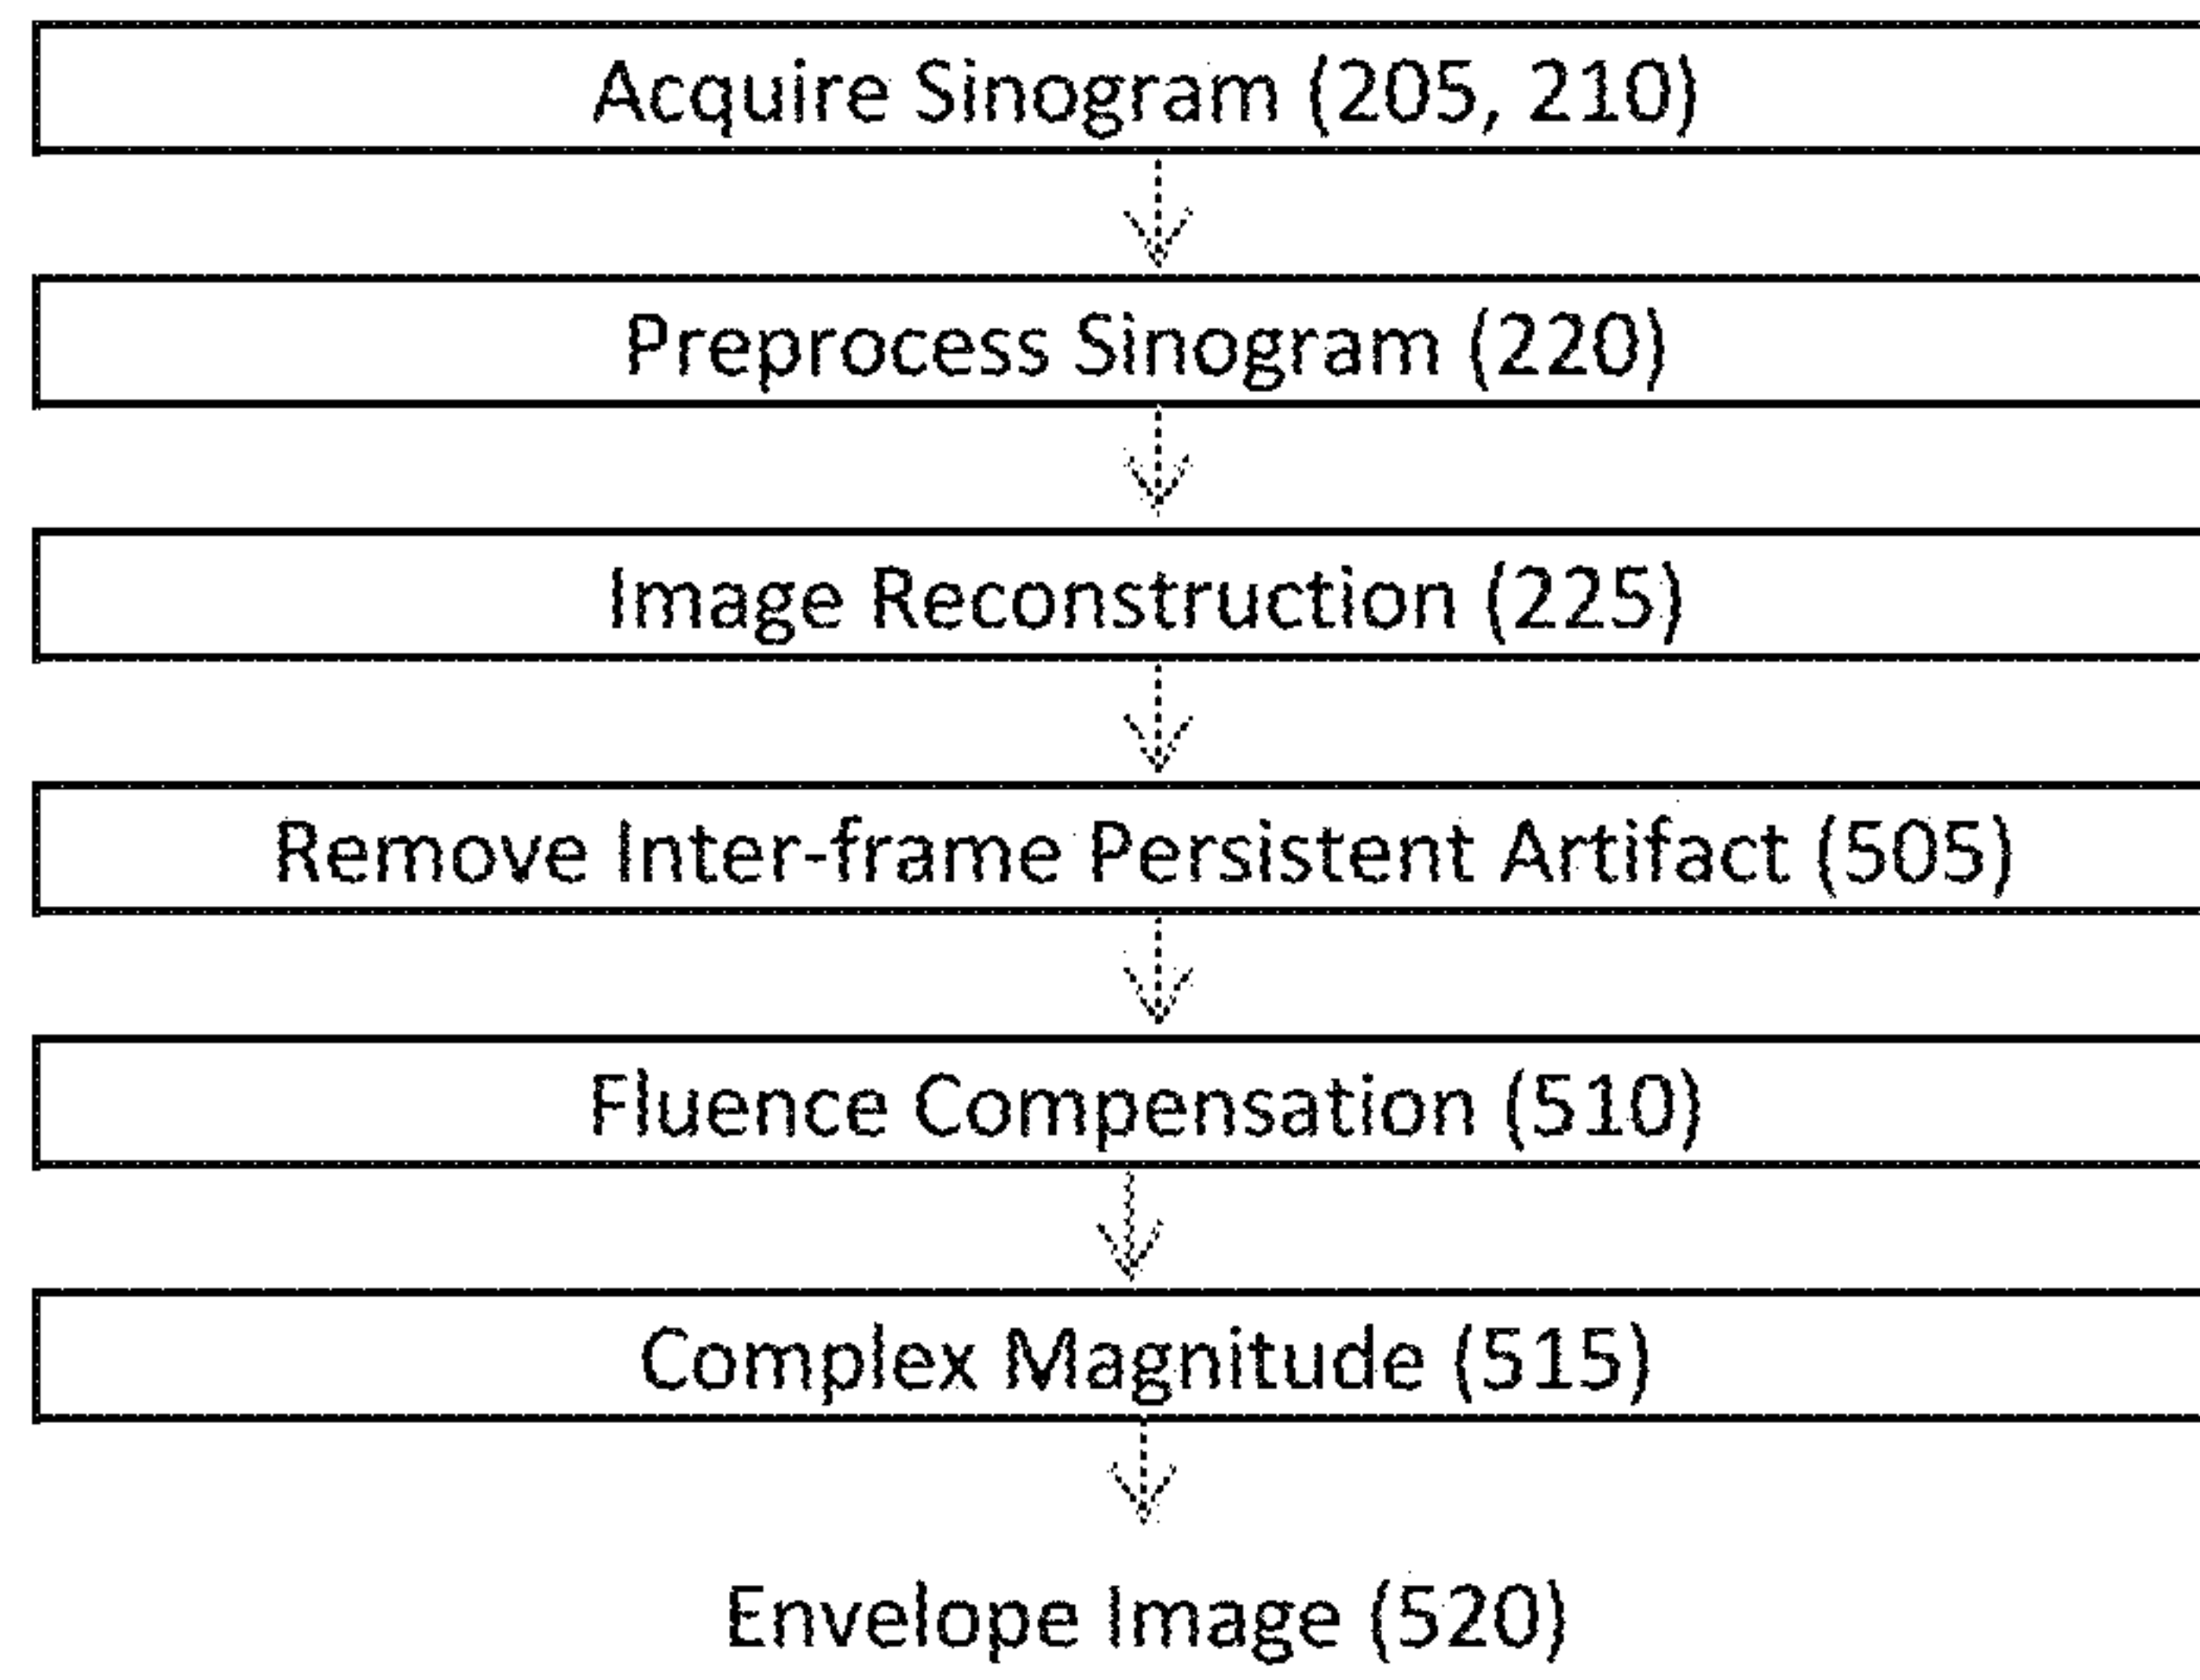 Acquire Sinogram (205, 210)
Preprocess Sinogram (220)
Image Reconstruction (225)
Remove Inter-frame Persistent Artifact (505)
Fluence Compensation (510)
Complex Magnitude (515)
Envelope Image (520)